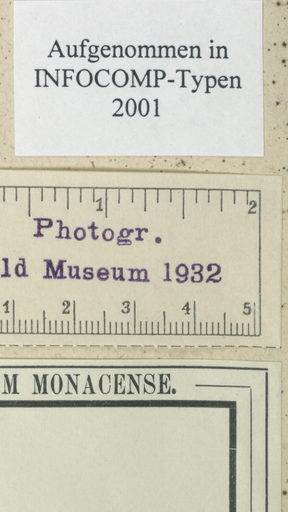 Aufgenommen in
INFOCOMP-Typen
2001
1 2
Photogr.
ld Museum 1932
1 2 3 4 5
M MONACENSE.